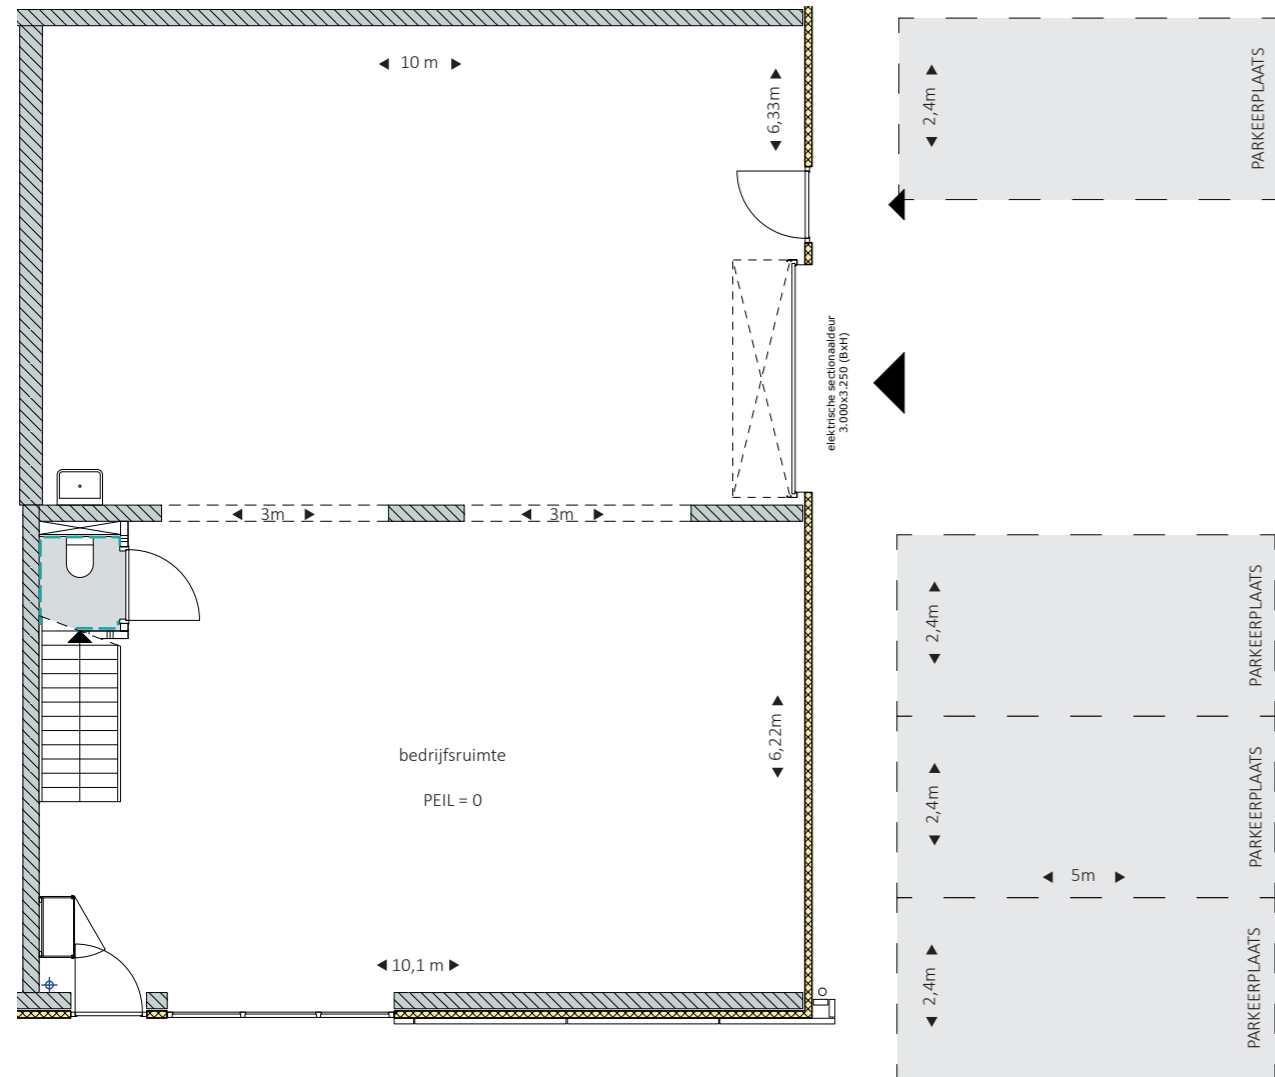 10 m
6,33m
2,4m
PARKEERPLAATS
elektrische sectionaaldeur
3.000x3.250 (BxH)
3m
3m
2,4m
PARKEERPLAATS
6,22m
bedrijfsruimte
PEIL = 0
2,4m
PARKEERPLAATS
5m
10,1 m
2,4m
PARKEERPLAATS